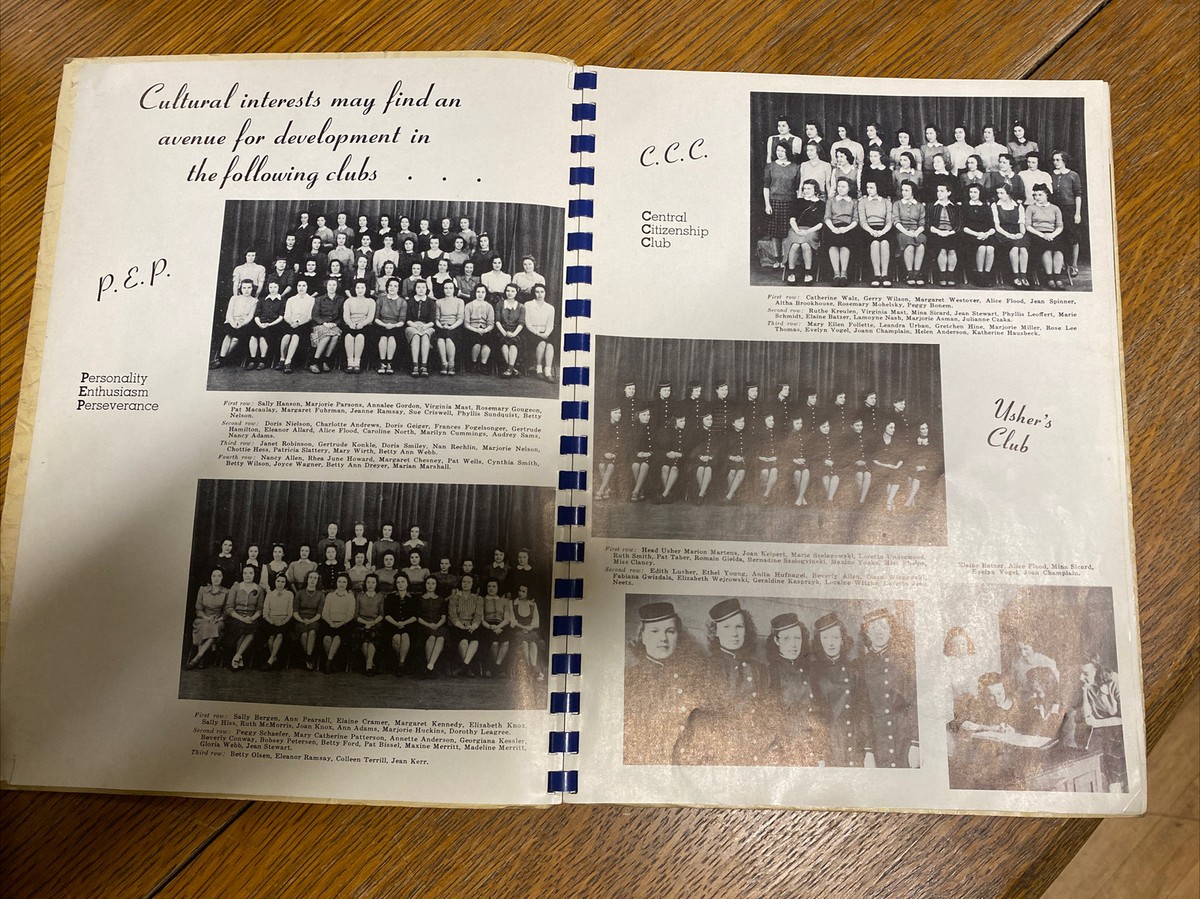 Cultural interests may find an
avenue for development in
the following clubs . . .
P.E.P.
Personality
Enthusiasm
Perseverance
First row: Sally Hanson, Marjorie Parsons, Annalee Gordon, Virginia Mast, Rosemary Gougeon,
Pat Macaulay, Margaret Fuhrman, Jeanne Ramsay, Sue Criswell, Phyllis Sundquist, Betty
Nelson.
Second row: Doris Nielson, Charlotte Andrews, Doris Geiger, Frances Fogelsonger, Gertrude
Hamilton, Eleanor Allard, Alice Flood, Caroline North, Marilyn Cummings, Audrey Sams,
Nancy Adams.
Third row: Janet Robinson, Gertrude Konkle, Doris Smiley, Nan Rechlin, Marjorie Nelson,
Chottie Hess, Patricia Slattery, Mary Wirth, Betty Ann Webb.
Fourth row: Nancy Allen, Rhea June Howard, Margaret Chesney, Pat Wells, Cynthia Smith,
Betty Wilson, Joyce Wagner, Betty Ann Dreyer, Marian Marshall.
First row: Sally Bergen, Ann Pearsall, Elaine Cramer, Margaret Kennedy, Elizabeth Knox,
Sally Hiss, Ruth McMorris, Joan Knox, Ann Adams, Marjorie Huckins, Dorothy Leagree.
Second row: Peggy Schaefer, Mary Catherine Patterson, Annette Anderson, Georgiana Kessler,
Beverly Conway, Bobsey Petersen, Betty Ford, Pat Bissel, Maxine Merritt, Madeline Merritt,
Gloria Webb, Jean Stewart.
Third row: Betty Olsen, Eleanor Ramsay, Colleen Terrill, Jean Kerr.
C.C.C.
Central
Citizenship
Club
First row: Catherine Walz, Gerry Wilson, Margaret Westover, Alice Flood, Jean Spinner,
Altha Brookhouse, Rosemary Mohelsky, Peggy Bonem.
Second row: Ruthe Kreulen, Virginia Mast, Mina Sicard, Jean Stewart, Phyllis Leoffert, Marie
Schmidt, Elaine Batzer, Lamoyne Nash, Marjorie Asman, Julianne Czaka.
Third row: Mary Ellen Follette, Leandra Urban, Gretchen Hine, Marjorie Miller, Rose Lee
Thomas, Evelyn Vogel, Joann Champlain, Helen Anderson, Katherine Hausbeck.
Usher's
Club
First row: Head Usher Marion Martens, Joan Keipert, Marie Szelagowski, Loretta
Ruth Smith, Pat Taber, Romain Gielda, Bernadine Maxine Miss
Miss Clancy.
Second row: Edith Lusher, Ethel Young, Anita Hufnagel, Beverly Allen,
Fabiana Gwizdala, Elizabeth Wejrowski, Geraldine Kasprzyk, Loraine
Neetz.
Elaine Batzer, Alice Flood, Mina Sicard,
Evelyn Vogel, Joan Champlain.